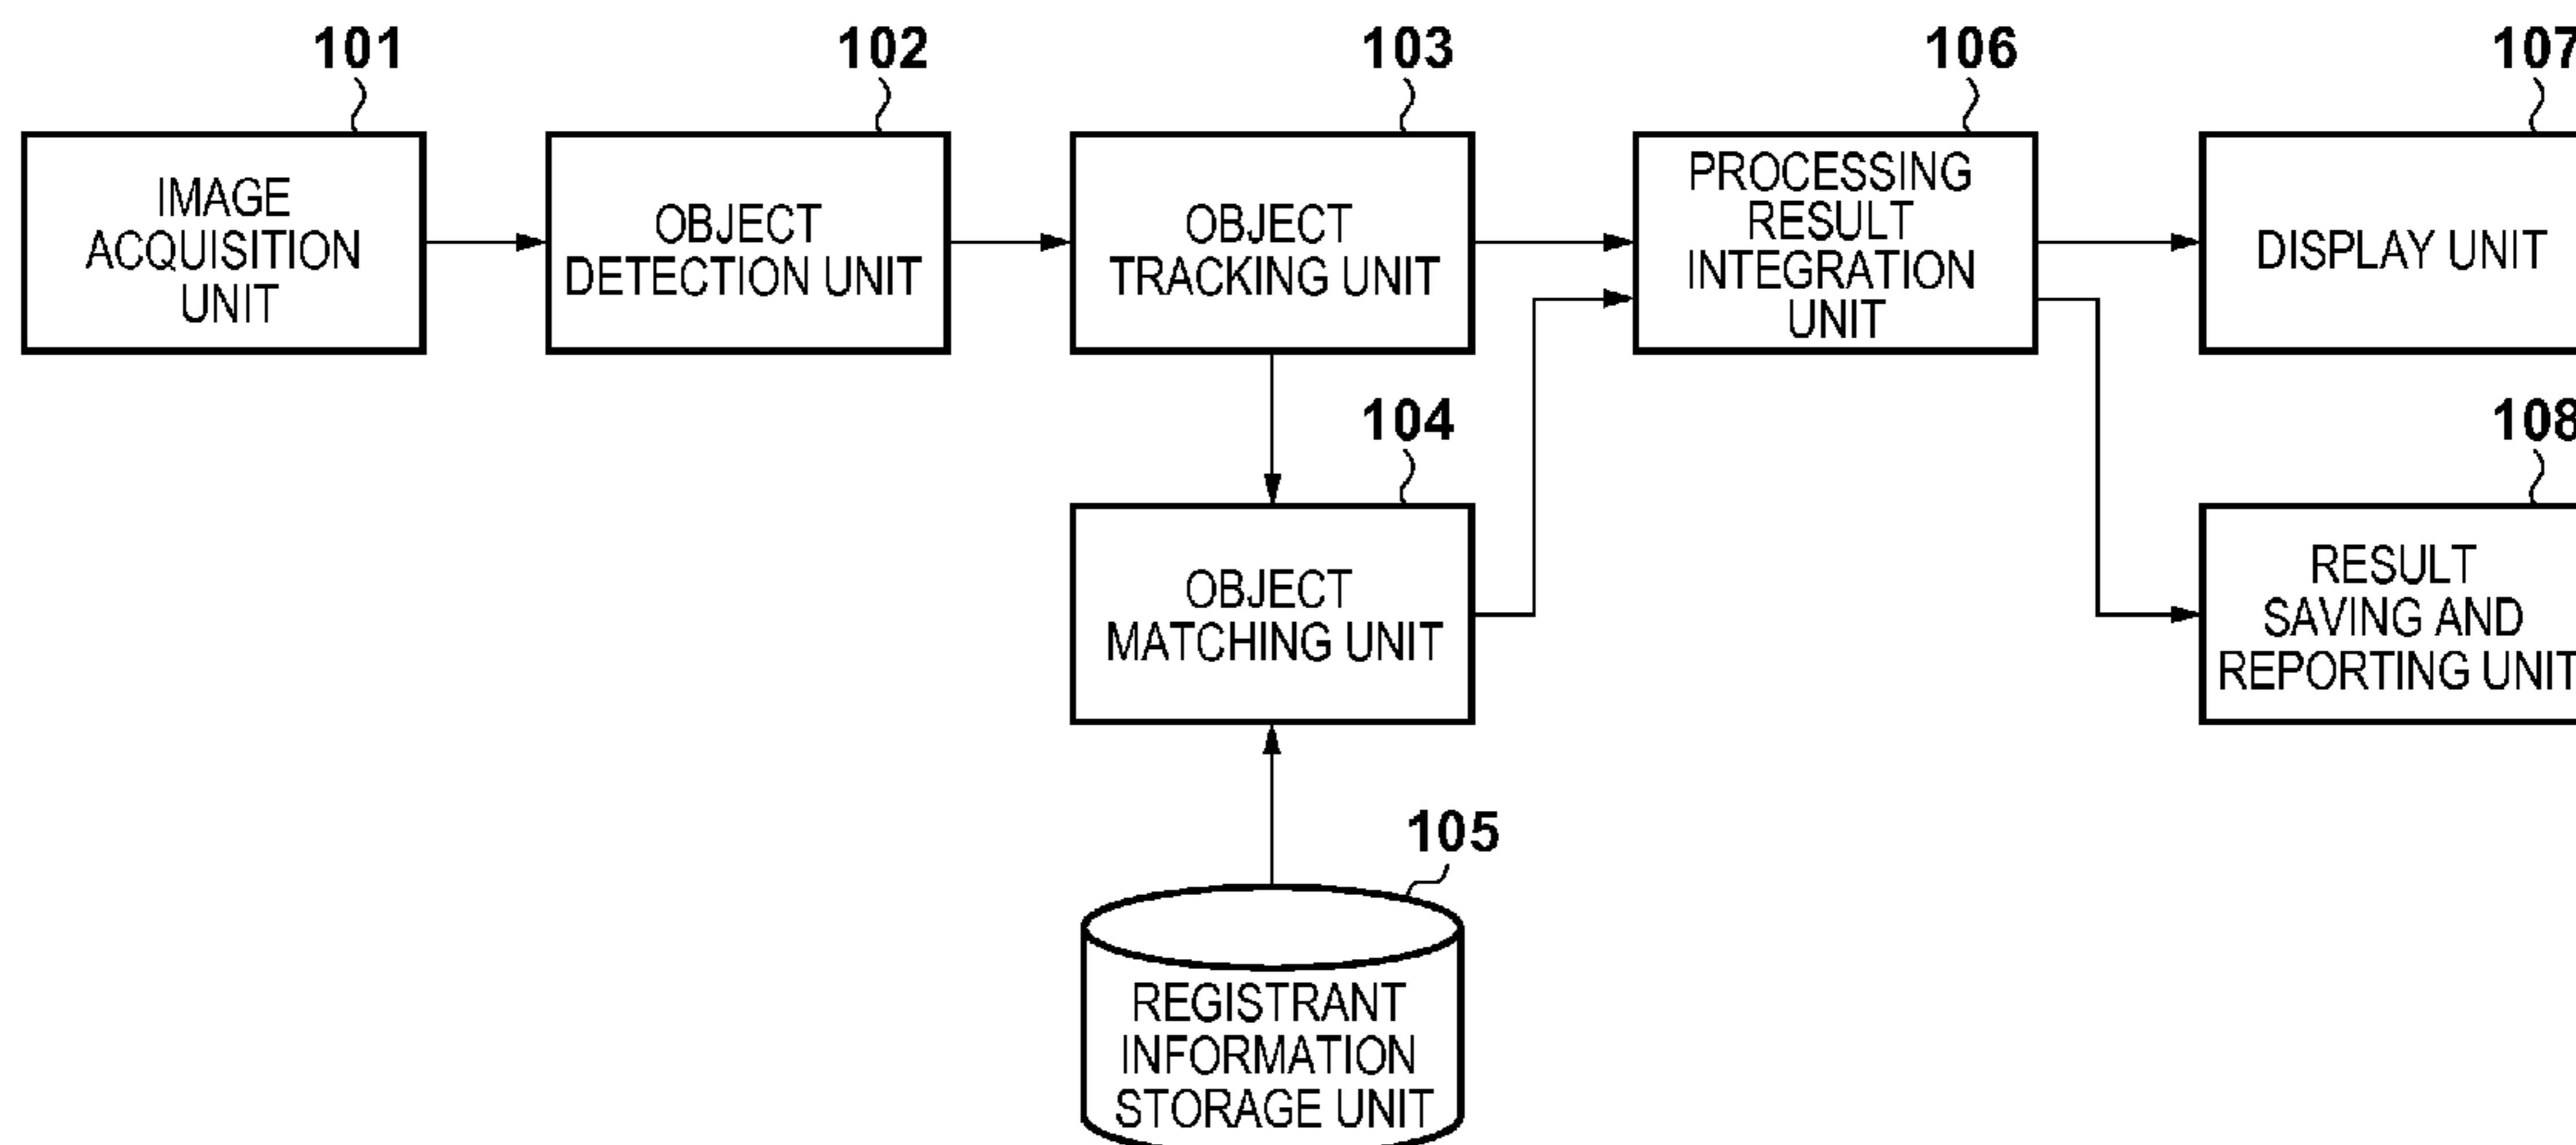 101
IMAGE
ACQUISITION
UNIT
102
OBJECT
DETECTION UNIT
103
OBJECT
TRACKING UNIT
106
PROCESSING
RESULT
INTEGRATION
UNIT
107
DISPLAY UNIT
104
OBJECT
MATCHING UNIT
108
RESULT
SAVING AND
REPORTING UNIT
105
REGISTRANT
INFORMATION
STORAGE UNIT